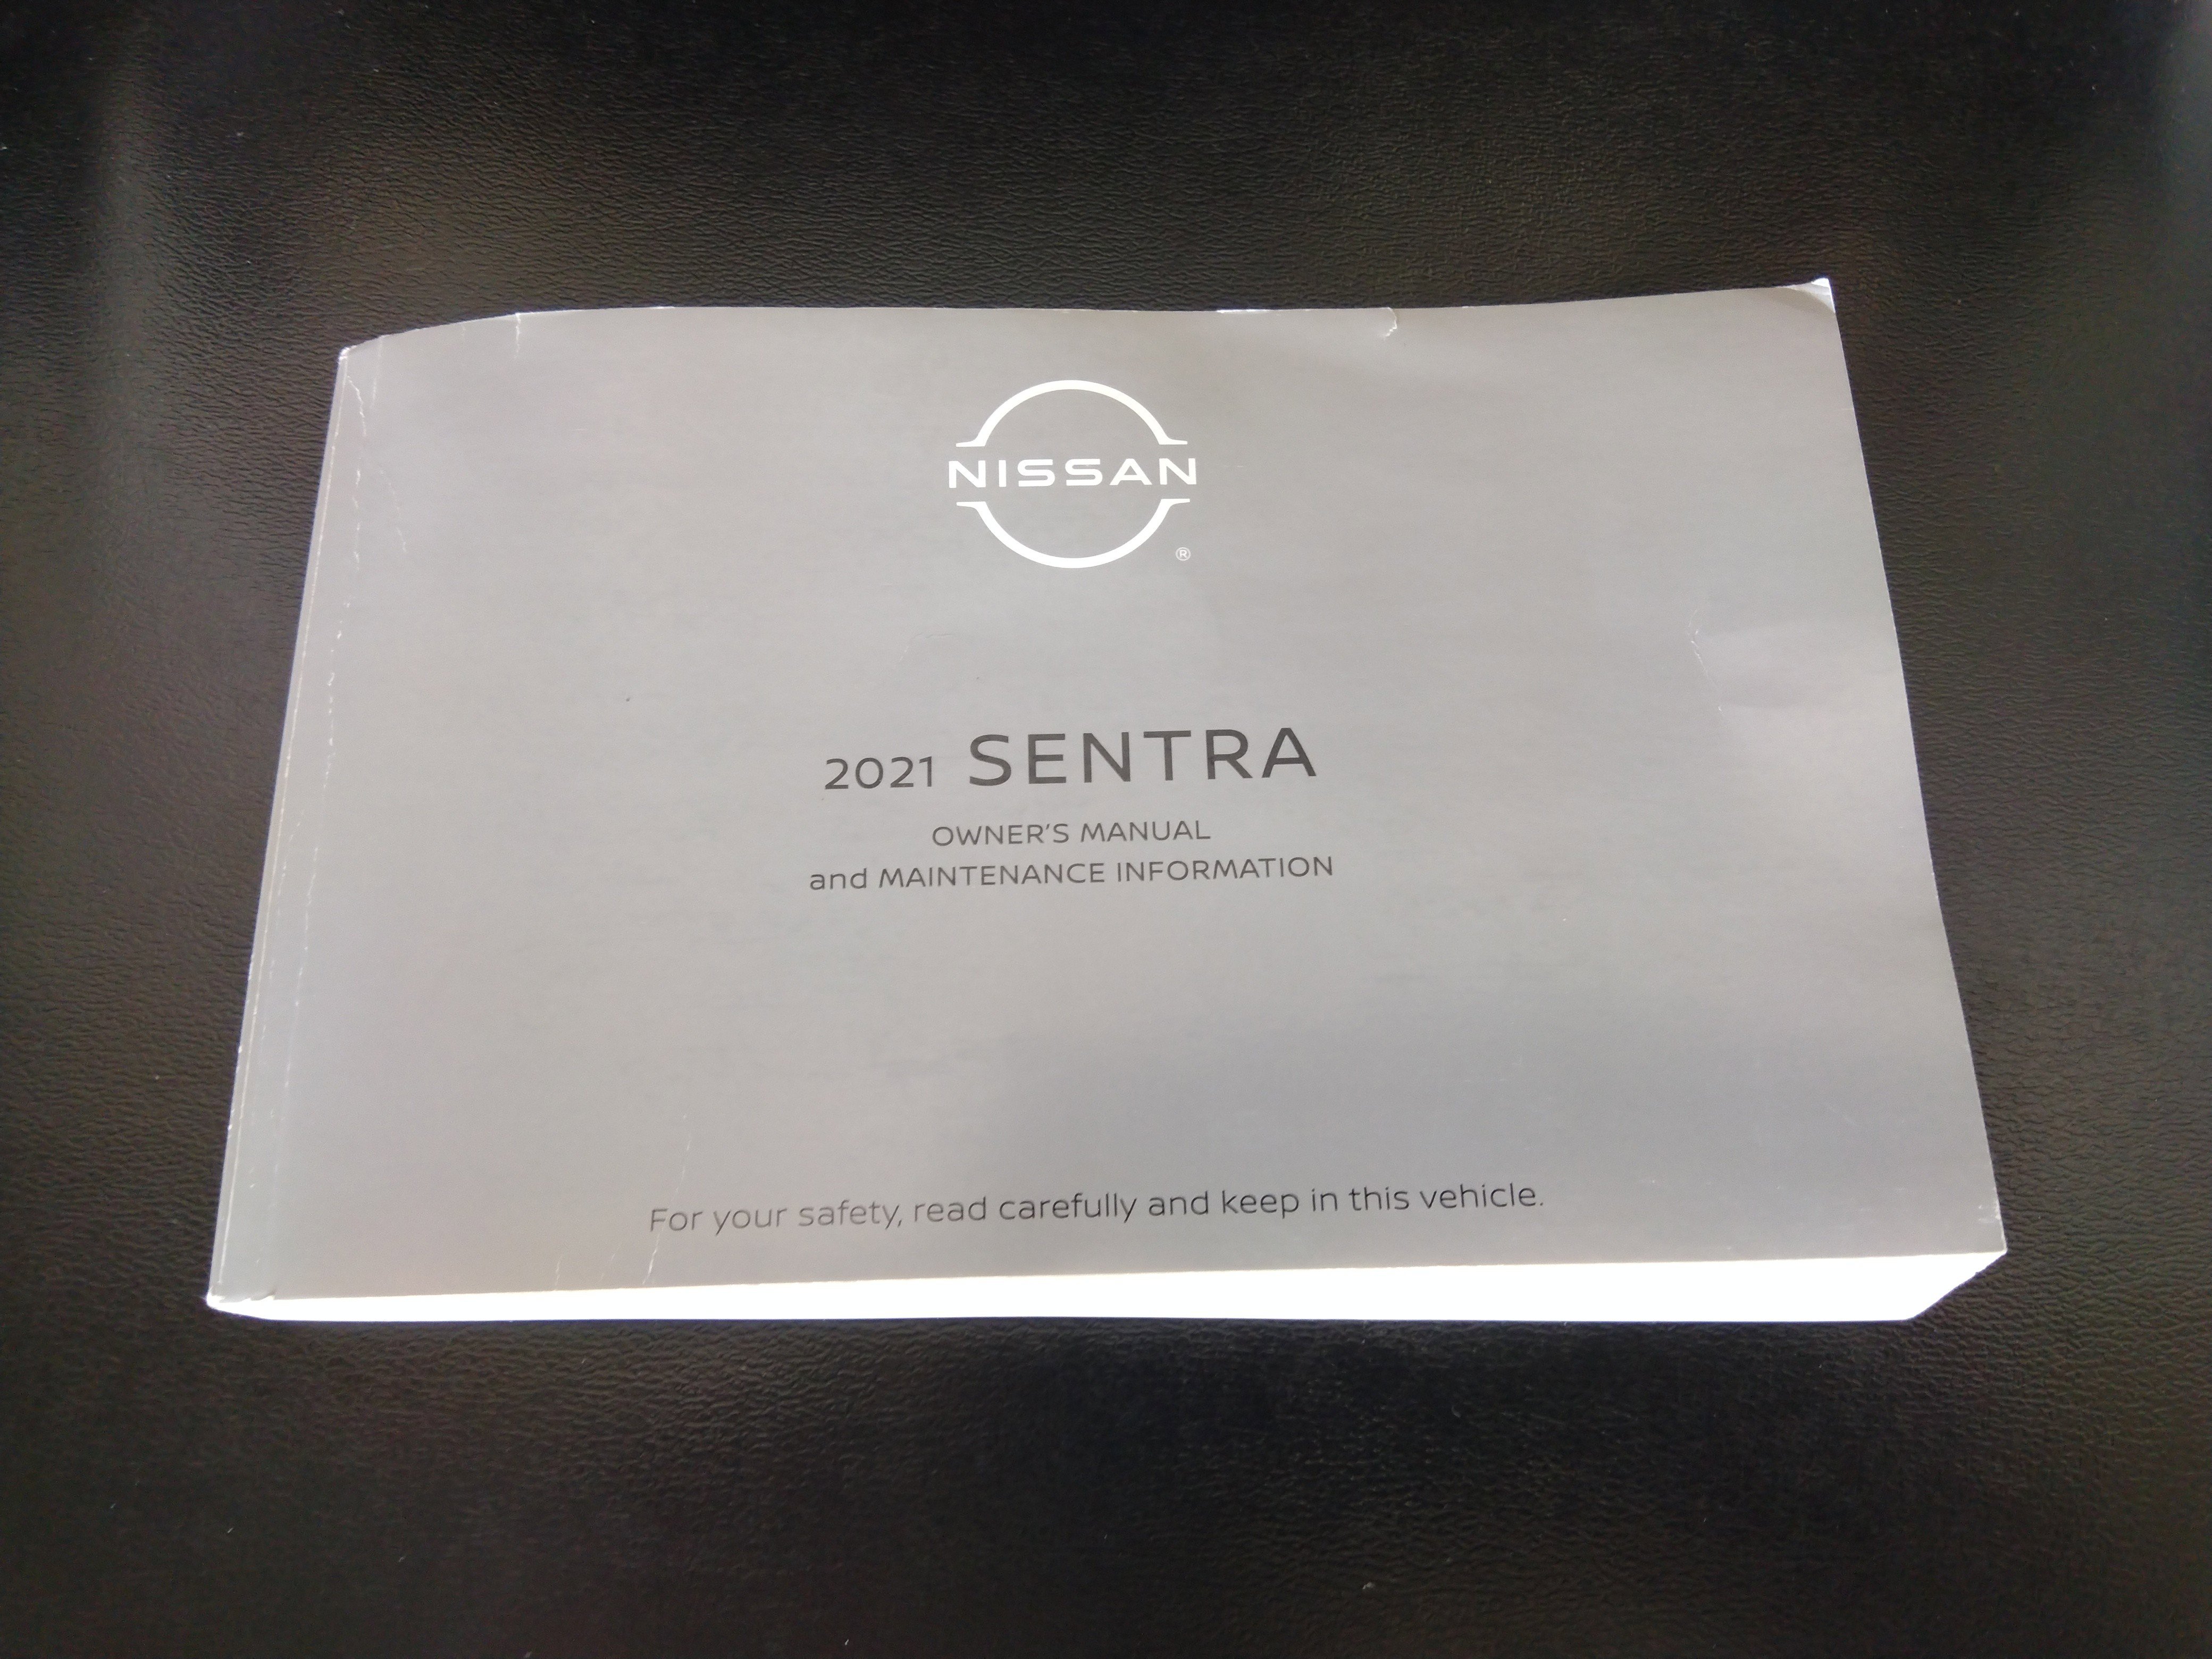 NISSAN
®
2021 SENTRA
OWNER'S MANUAL
and MAINTENANCE INFORMATION
For your safety, read carefully and keep in this vehicle.